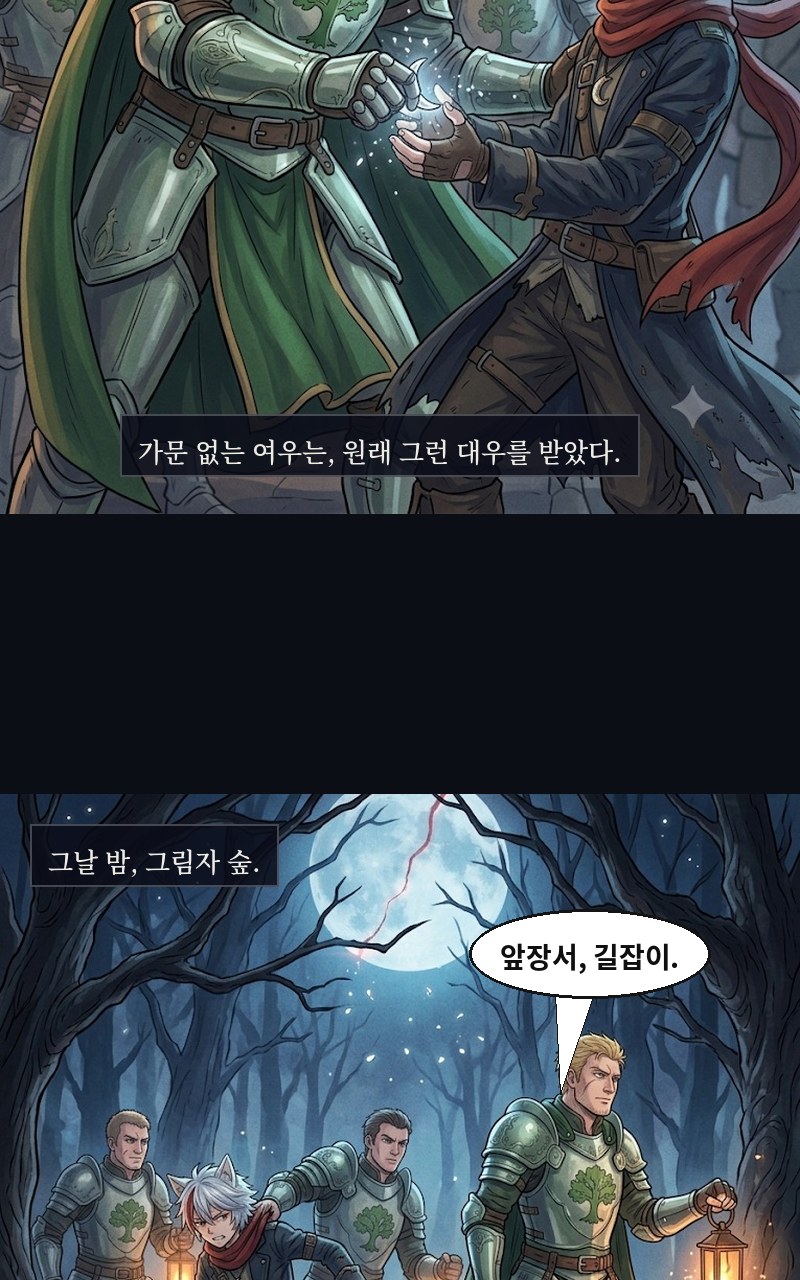 가문 없는 여우는, 원래 그런 대우를 받았다.
그날 밤, 그림자 숲.
앞장서, 길잡이.